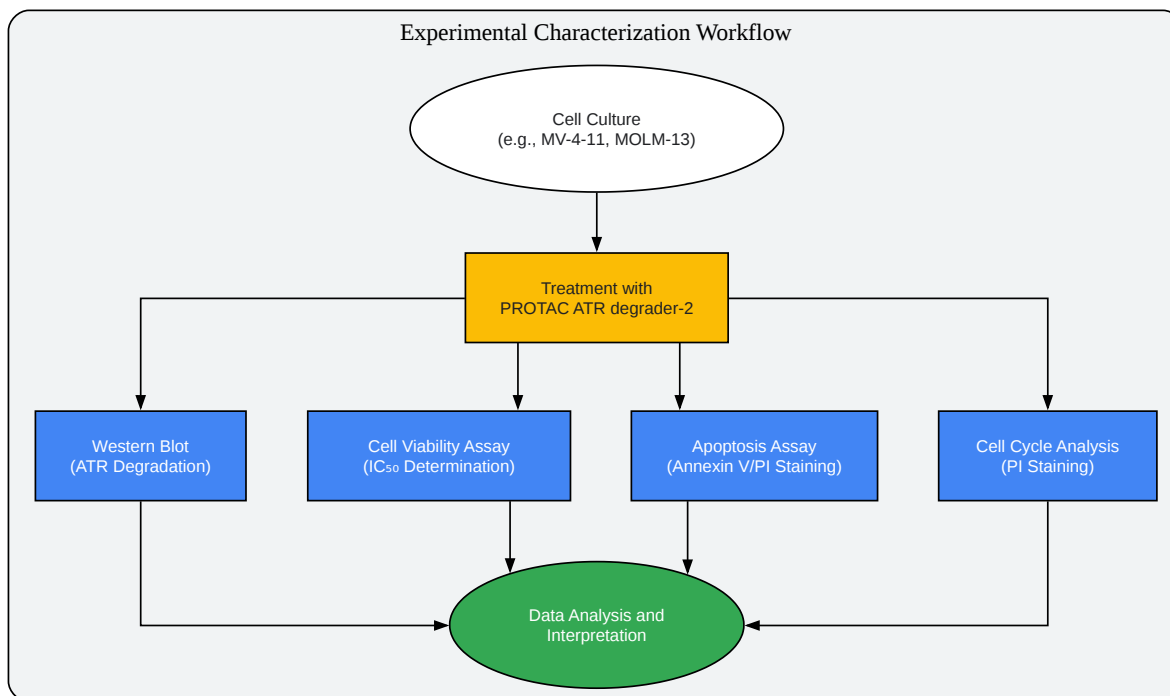 Experimental Characterization Workflow
Cell Culture
(e.g., MV-4-11, MOLM-13)
Treatment with
PROTAC ATR degrader-2
Western Blot
(ATR Degradation)
Cell Viability Assay
(IC₅₀ Determination)
Apoptosis Assay
(Annexin V/PI Staining)
Cell Cycle Analysis
(PI Staining)
Data Analysis and
Interpretation